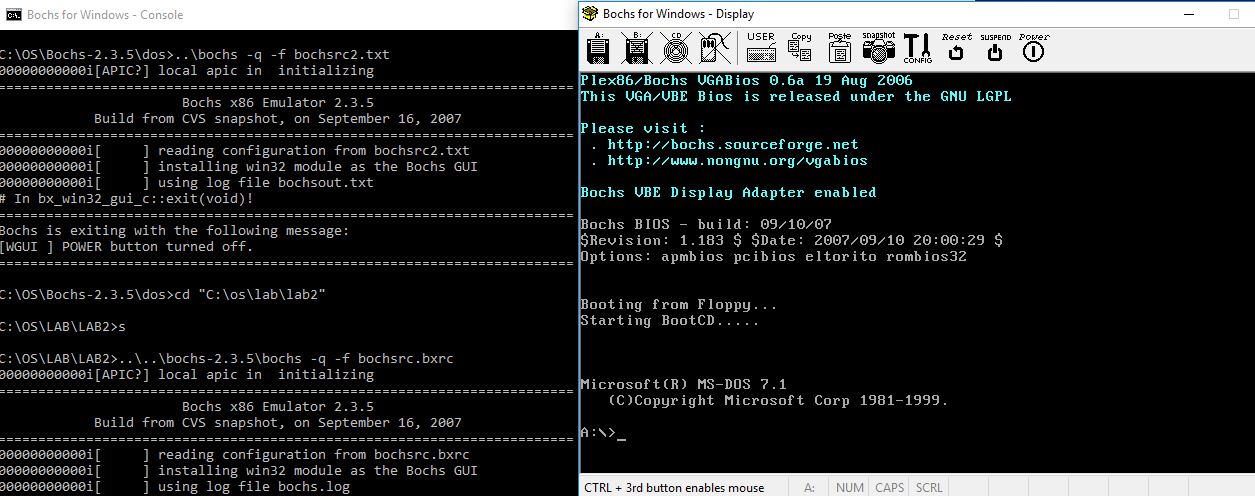 Bochs for Windows - Console
C:\OS\Bochs-2.3.5\dos>..\bochs -q -f bochsrc2.txt
00000000000i[APIC?] local apic in  initializing
========================================================================
Bochs x86 Emulator 2.3.5
Build from CVS snapshot, on September 16, 2007
========================================================================
00000000000i[     ] reading configuration from bochsrc2.txt
00000000000i[     ] installing win32 module as the Bochs GUI
00000000000i[     ] using log file bochsout.txt
# In bx_win32_gui_c::exit(void)!
========================================================================
Bochs is exiting with the following message:
[WGUI ] POWER button turned off.
========================================================================
C:\OS\Bochs-2.3.5\dos>cd "C:\os\lab\lab2"
C:\OS\LAB\LAB2>s
C:\OS\LAB\LAB2>..\..\bochs-2.3.5\bochs -q -f bochsrc.bxrc
00000000000i[APIC?] local apic in  initializing
========================================================================
Bochs x86 Emulator 2.3.5
Build from CVS snapshot, on September 16, 2007
========================================================================
00000000000i[     ] reading configuration from bochsrc.bxrc
00000000000i[     ] installing win32 module as the Bochs GUI
00000000000i[     ] using log file bochs.log
Bochs for Windows - Display
A: B: CD USER Copy Paste snapshot CONFIG Reset SUSPEND Power
Plex86/Bochs VGABios 0.6a 19 Aug 2006
This VGA/VBE Bios is released under the GNU LGPL
Please visit :
. http://bochs.sourceforge.net
. http://www.nongnu.org/vgabios
Bochs VBE Display Adapter enabled
Bochs BIOS - build: 09/10/07
$Revision: 1.183 $ $Date: 2007/09/10 20:00:29 $
Options: apmbios pcibios eltorito rombios32
Booting from Floppy...
Starting BootCD.....
Microsoft(R) MS-DOS 7.1
(C)Copyright Microsoft Corp 1981-1999.
A:\>_
CTRL + 3rd button enables mouse A: NUM CAPS SCRL